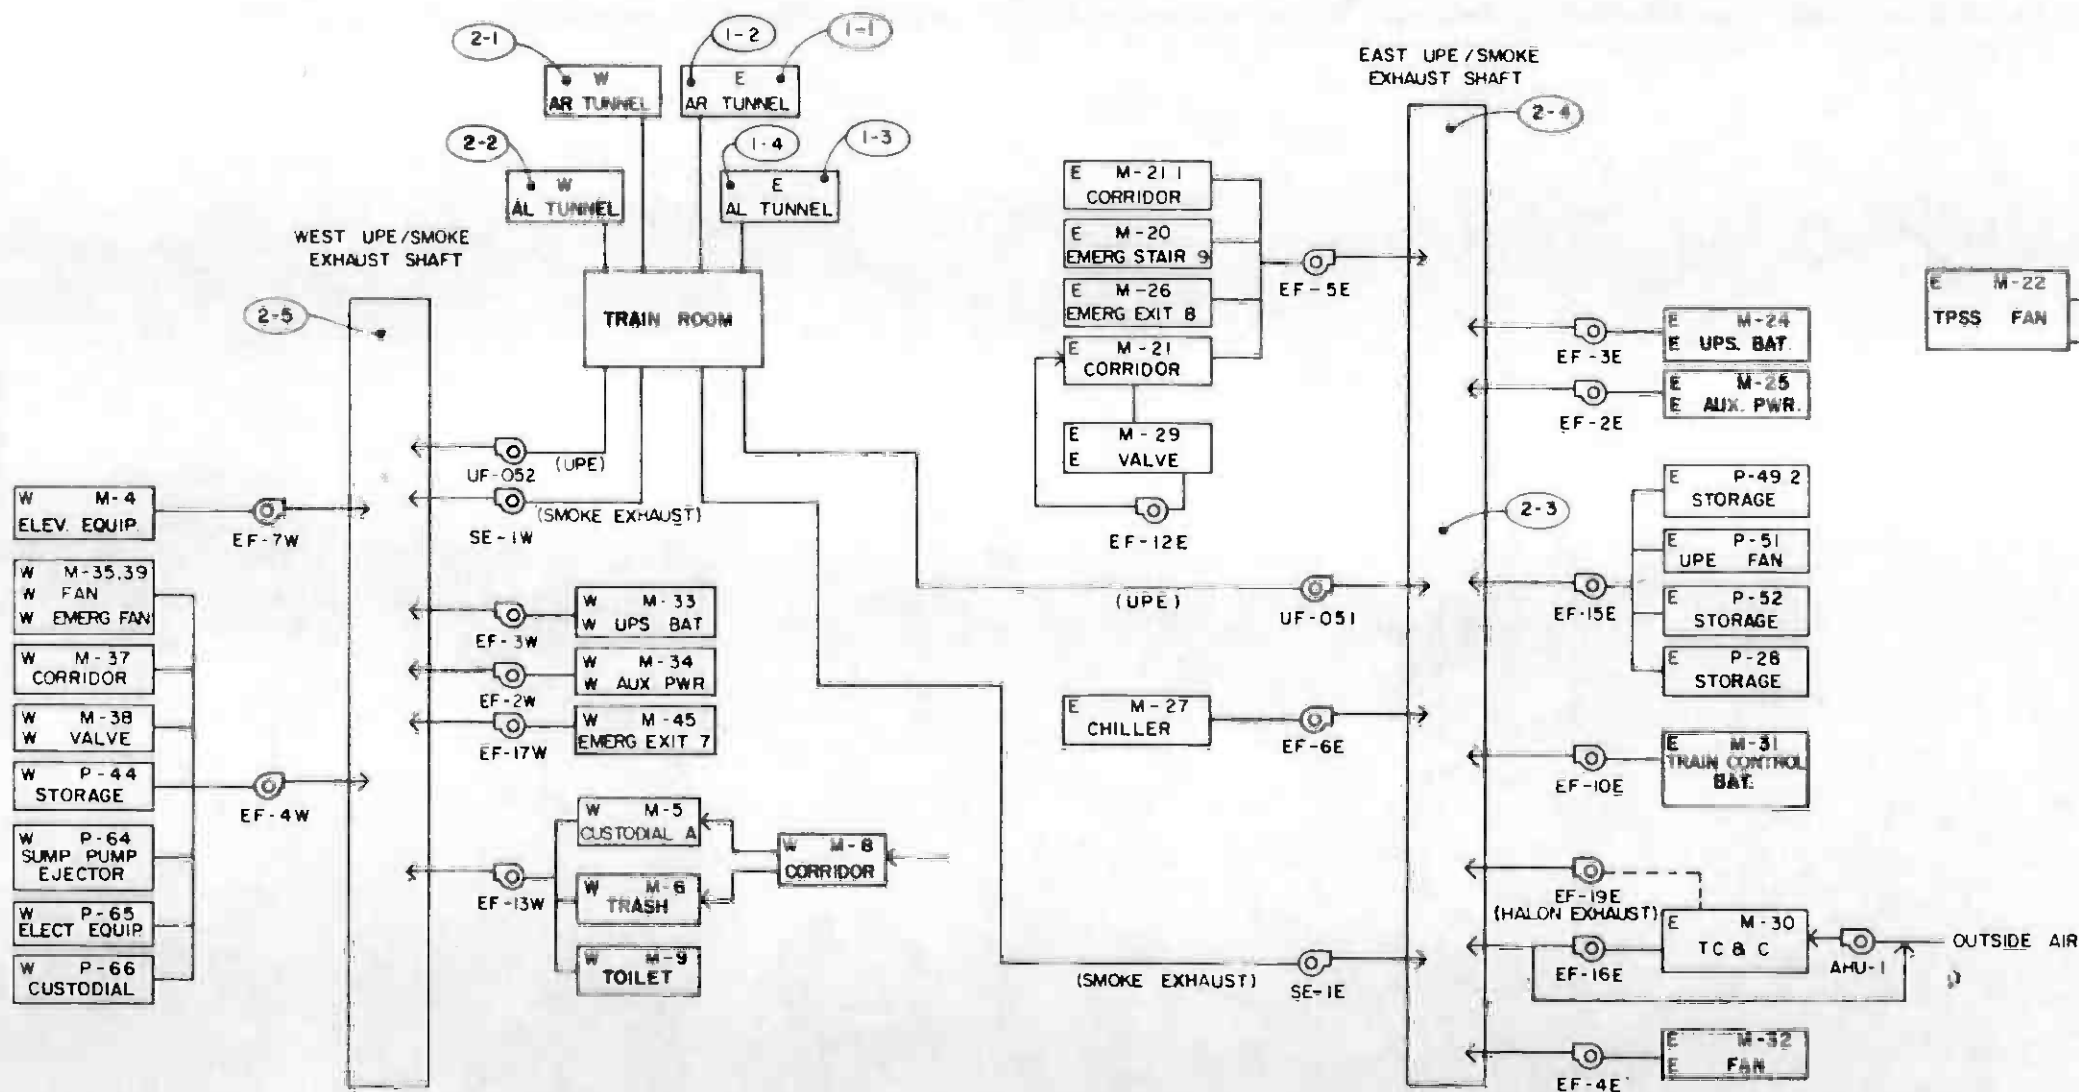 2-1
1-2
1-1
W
AR TUNNEL
E
AR TUNNEL
2-2
1-4
1-3
W
AL TUNNEL
E
AL TUNNEL
TRAIN ROOM
WEST UPE/SMOKE
EXHAUST SHAFT
2-5
UF-052
(UPE)
SE-1W
(SMOKE EXHAUST)
W M-4
ELEV. EQUIP.
EF-7W
W M-35,39
W FAN
W EMERG FAN
W M-37
CORRIDOR
W M-38
W VALVE
W P-44
STORAGE
EF-4W
W P-64
SUMP PUMP
EJECTOR
W P-65
ELECT EQUIP.
W P-66
CUSTODIAL
EF-3W
W M-33
W UPS BAT
EF-2W
W M-34
W AUX PWR
EF-17W
W M-45
EMERG EXIT 7
EF-13W
W M-5
CUSTODIAL A
W M-6
TRASH
W M-9
TOILET
W M-8
CORRIDOR
EAST UPE/SMOKE
EXHAUST SHAFT
2-4
E M-21 1
CORRIDOR
E M-20
EMERG STAIR 9
E M-26
EMERG EXIT 8
E M-21
CORRIDOR
E M-29
E VALVE
EF-5E
EF-12E
2-3
(UPE)
UF-051
E M-27
CHILLER
EF-6E
(SMOKE EXHAUST)
SE-1E
EF-3E
E M-24
E UPS. BAT.
EF-2E
E M-25
E AUX. PWR.
E M-22
TPSS FAN
EF-15E
E P-49 2
STORAGE
E P-51
UPE FAN
E P-52
STORAGE
E P-28
STORAGE
EF-10E
E M-31
TRAIN CONTROL
BAT.
EF-19E
(HALON EXHAUST)
EF-16E
E M-30
TC & C
AHU-1
OUTSIDE AIR
EF-4E
E M-32
E FAN